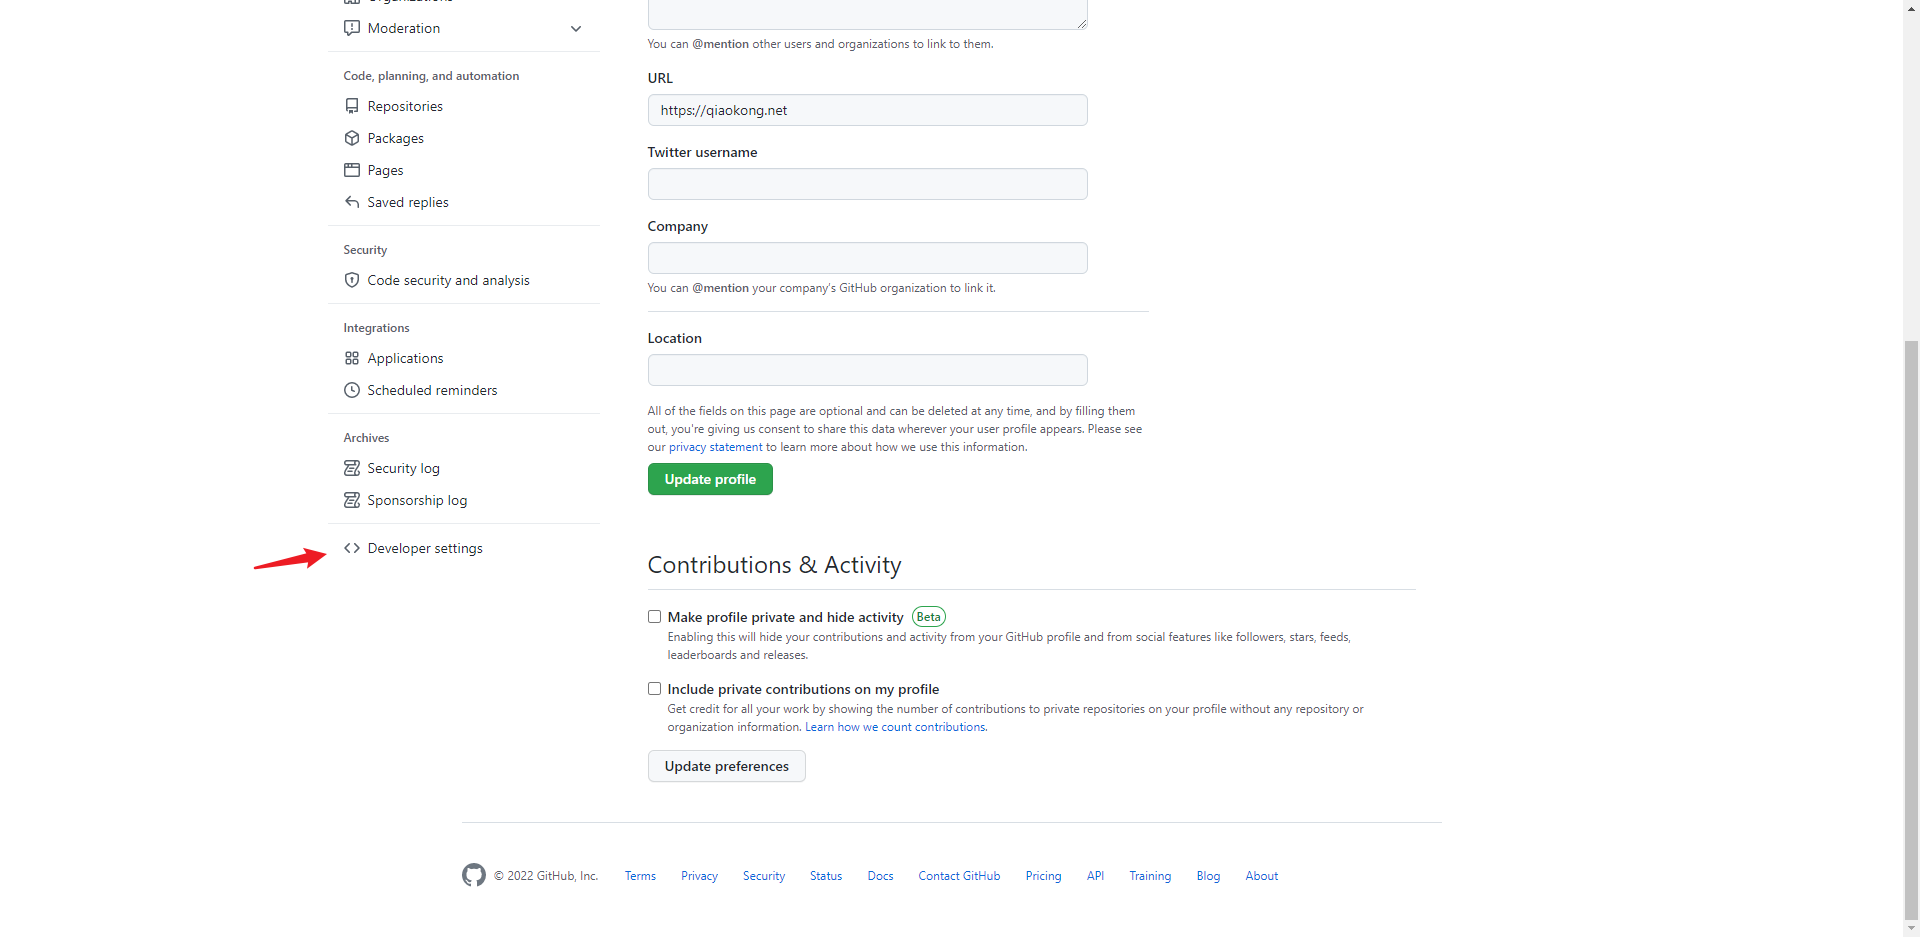 Organizations
Moderation
Code, planning, and automation
Repositories
Packages
Pages
Saved replies
Security
Code security and analysis
Integrations
Applications
Scheduled reminders
Archives
Security log
Sponsorship log
Developer settings
You can @mention other users and organizations to link to them.
URL
https://qiaokong.net
Twitter username
Company
You can @mention your company's GitHub organization to link it.
Location
All of the fields on this page are optional and can be deleted at any time, and by filling them
out, you're giving us consent to share this data wherever your user profile appears. Please see
our privacy statement to learn more about how we use this information.
Update profile
Contributions & Activity
Make profile private and hide activity Beta
Enabling this will hide your contributions and activity from your GitHub profile and from social features like followers, stars, feeds,
leaderboards and releases.
Include private contributions on my profile
Get credit for all your work by showing the number of contributions to private repositories on your profile without any repository or
organization information. Learn how we count contributions.
Update preferences
© 2022 GitHub, Inc. Terms Privacy Security Status Docs Contact GitHub Pricing API Training Blog About